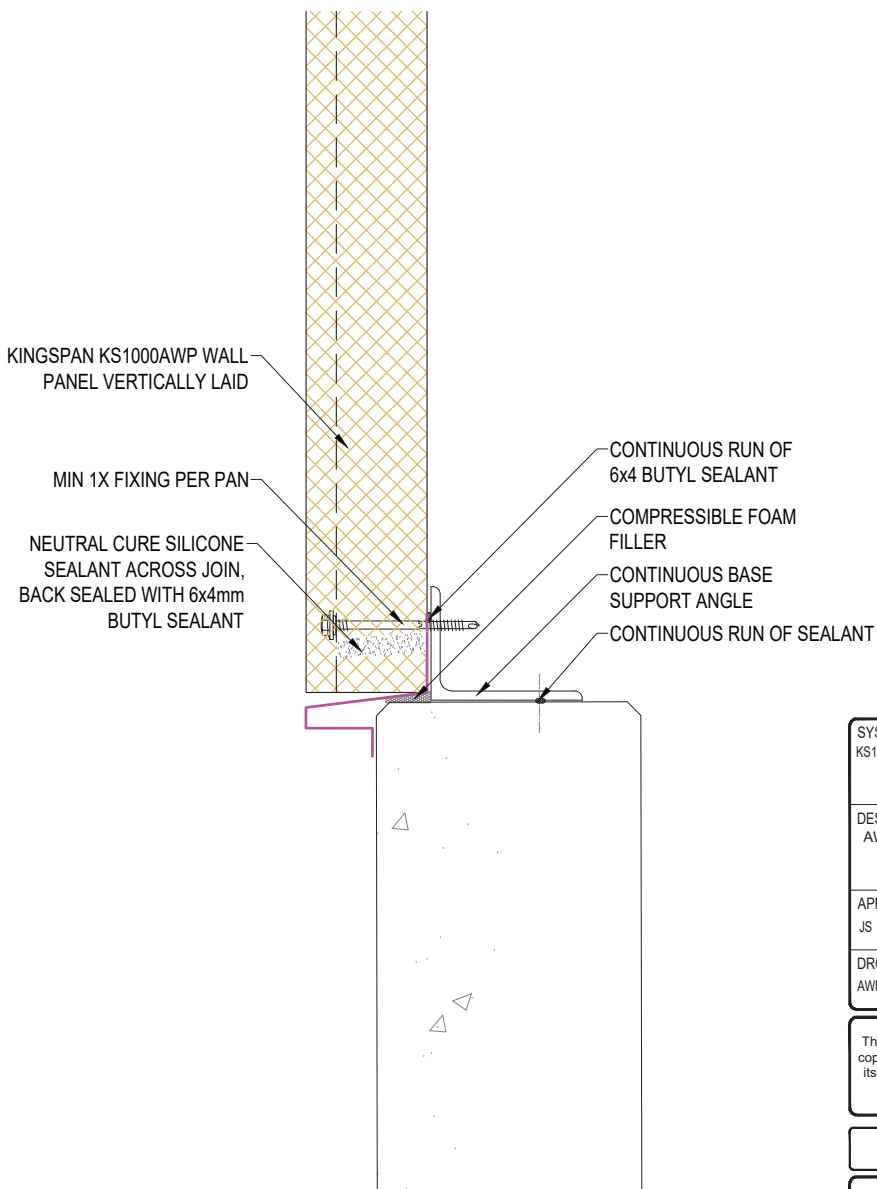 KINGSPAN KS1000AWP WALL
PANEL VERTICALLY LAID
MIN 1X FIXING PER PAN
NEUTRAL CURE SILICONE
SEALANT ACROSS JOIN,
BACK SEALED WITH 6x4mm
BUTYL SEALANT
CONTINUOUS RUN OF
6x4 BUTYL SEALANT
COMPRESSIBLE FOAM
FILLER
CONTINUOUS BASE
SUPPORT ANGLE
CONTINUOUS RUN OF SEALANT
JS